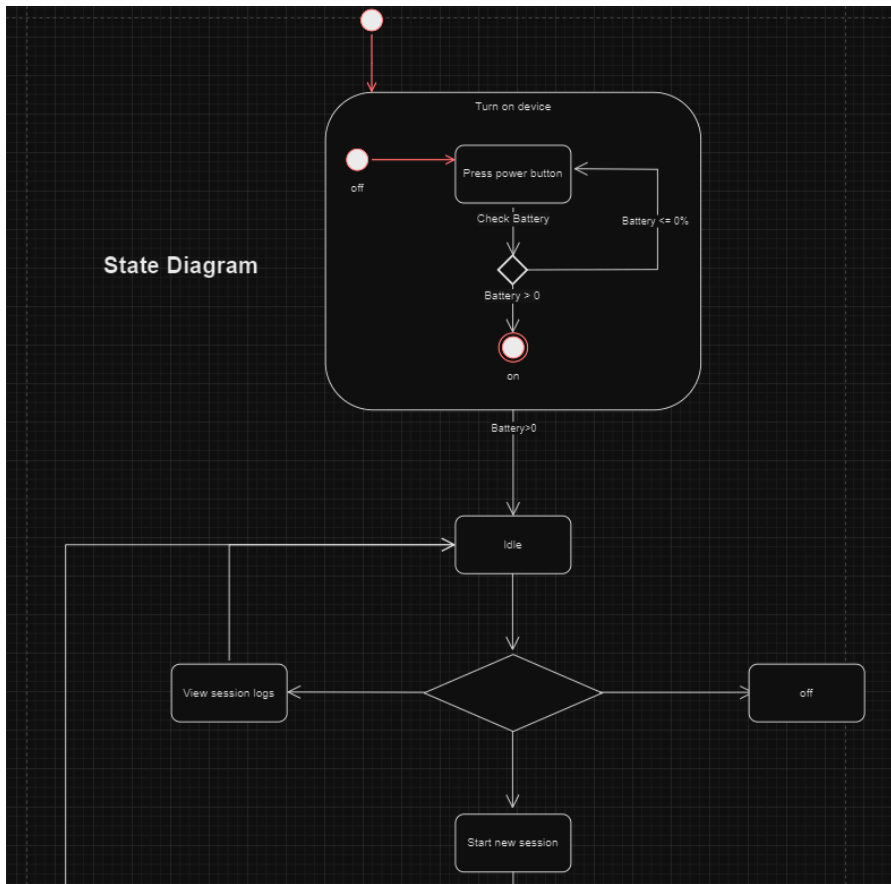 Turn on device
Press power button
off
Check Battery
Battery <= 0%
State Diagram
Battery > 0
on
Battery>0
Idle
View session logs
off
Start new session